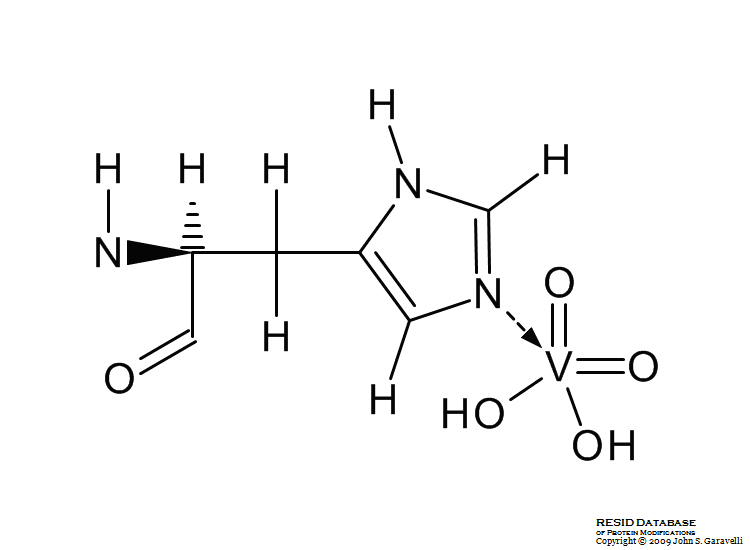 H
H H H N H
N N O
H
O V O
H HO
OH
RESID DATABASE
OF PROTEIN MODIFICATIONS
Copyright © 2009 John S. Garavelli